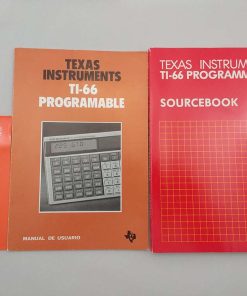 TEXAS
INSTRUMENTS
TI-66
PROGRAMABLE
MANUAL DE USUARIO
TEXAS INSTRUM
TI-66 PROGRAMM
SOURCEBOOK